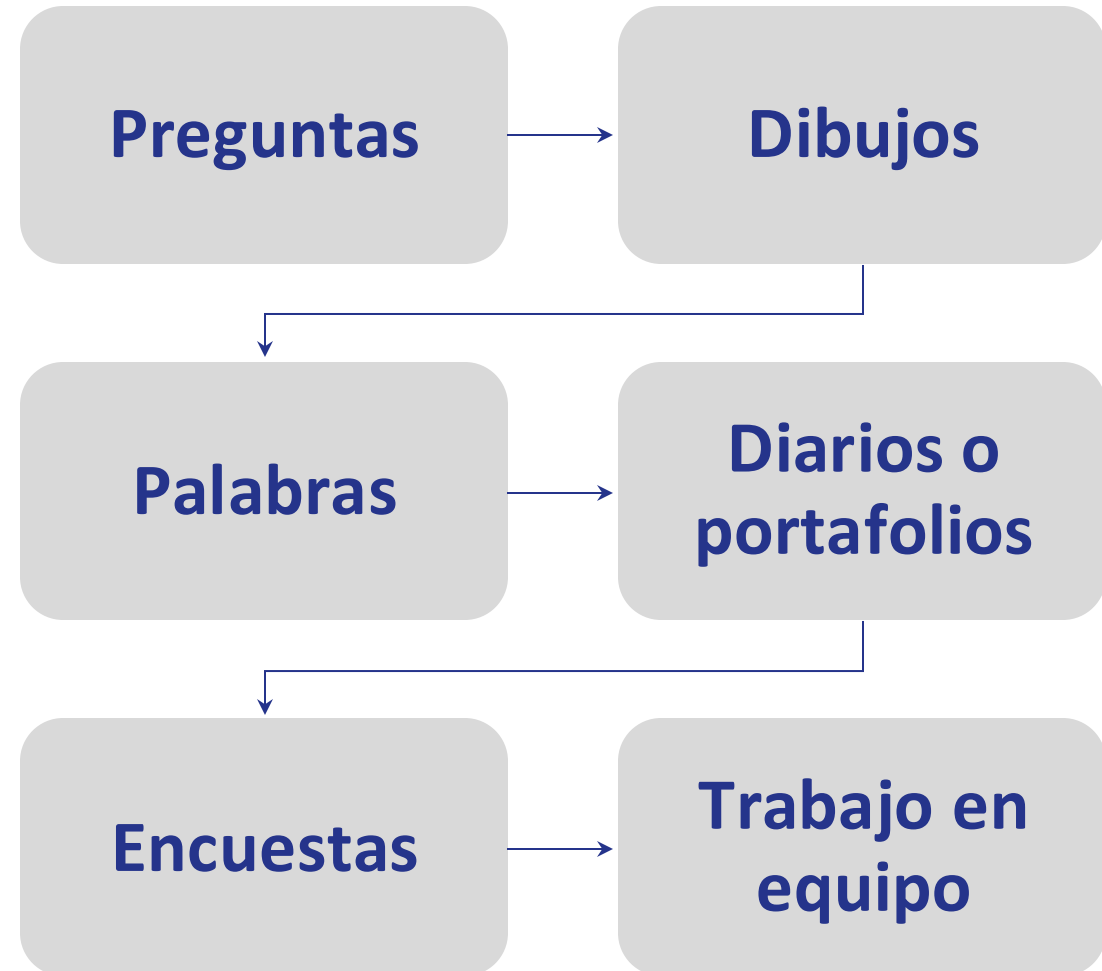 Preguntas
Dibujos
Palabras
Diarios o
portafolios
Encuestas
Trabajo en
equipo